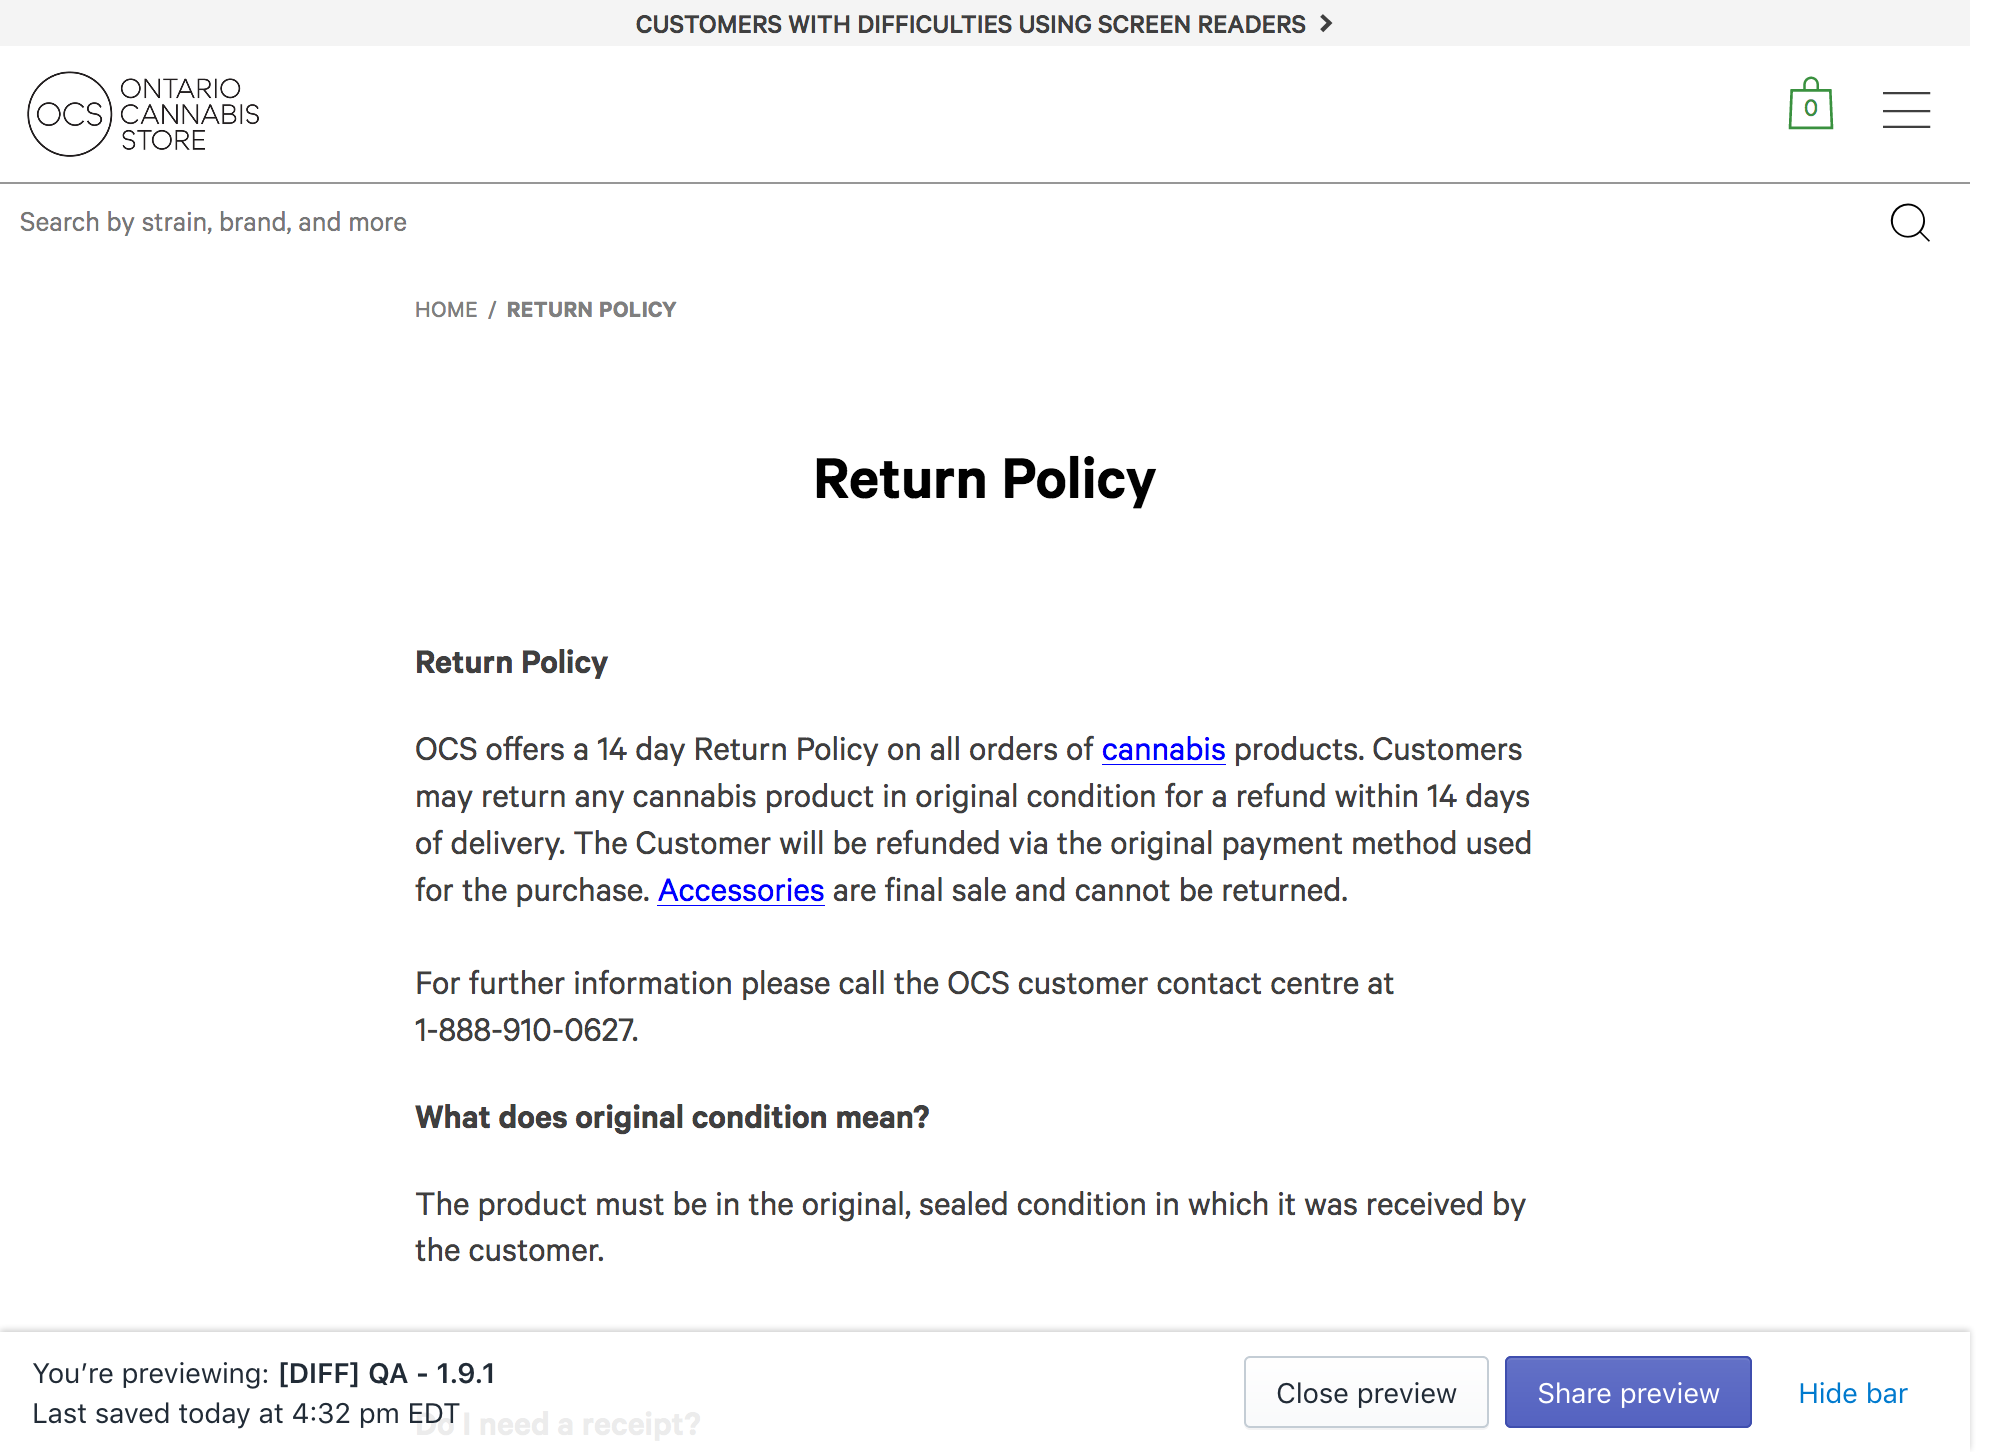 CUSTOMERS WITH DIFFICULTIES USING SCREEN READERS
OCS
ONTARIO
CANNABIS
STORE
0
Search by strain, brand, and more
HOME / RETURN POLICY
Return Policy
Return Policy
OCS offers a 14 day Return Policy on all orders of cannabis products. Customers
may return any cannabis product in original condition for a refund within 14 days
of delivery. The Customer will be refunded via the original payment method used
for the purchase. Accessories are final sale and cannot be returned.
For further information please call the OCS customer contact centre at
1-888-910-0627.
What does original condition mean?
The product must be in the original, sealed condition in which it was received by
the customer.
You're previewing: [DIFF] QA - 1.9.1
Last saved today at 4:32 pm EDT
Do I need a receipt?
Close preview
Share preview
Hide bar